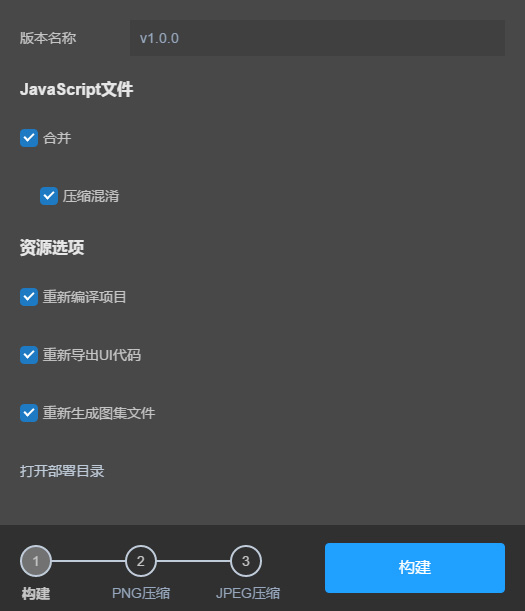 版本名称 v1.0.0
JavaScript文件
合并
压缩混淆
资源选项
重新编译项目
重新导出UI代码
重新生成图集文件
打开部署目录
1 2 3
构建 PNG压缩 JPEG压缩
构建